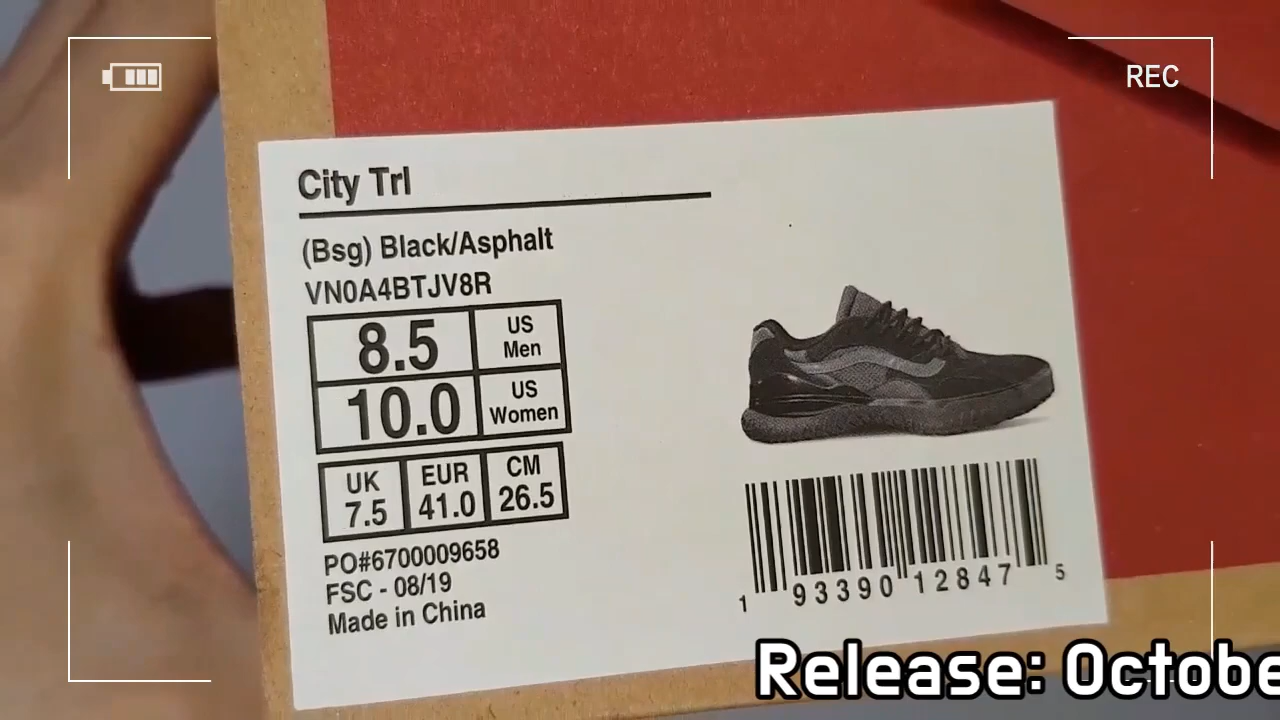 REC
City Trl
(Bsg) Black/Asphalt
VN0A4BTJV8R
8.5 US Men
10.0 US Women
UK 7.5 EUR 41.0 CM 26.5
PO#6700009658
FSC - 08/19
Made in China
1 93390 12847 5
Release: Octobe